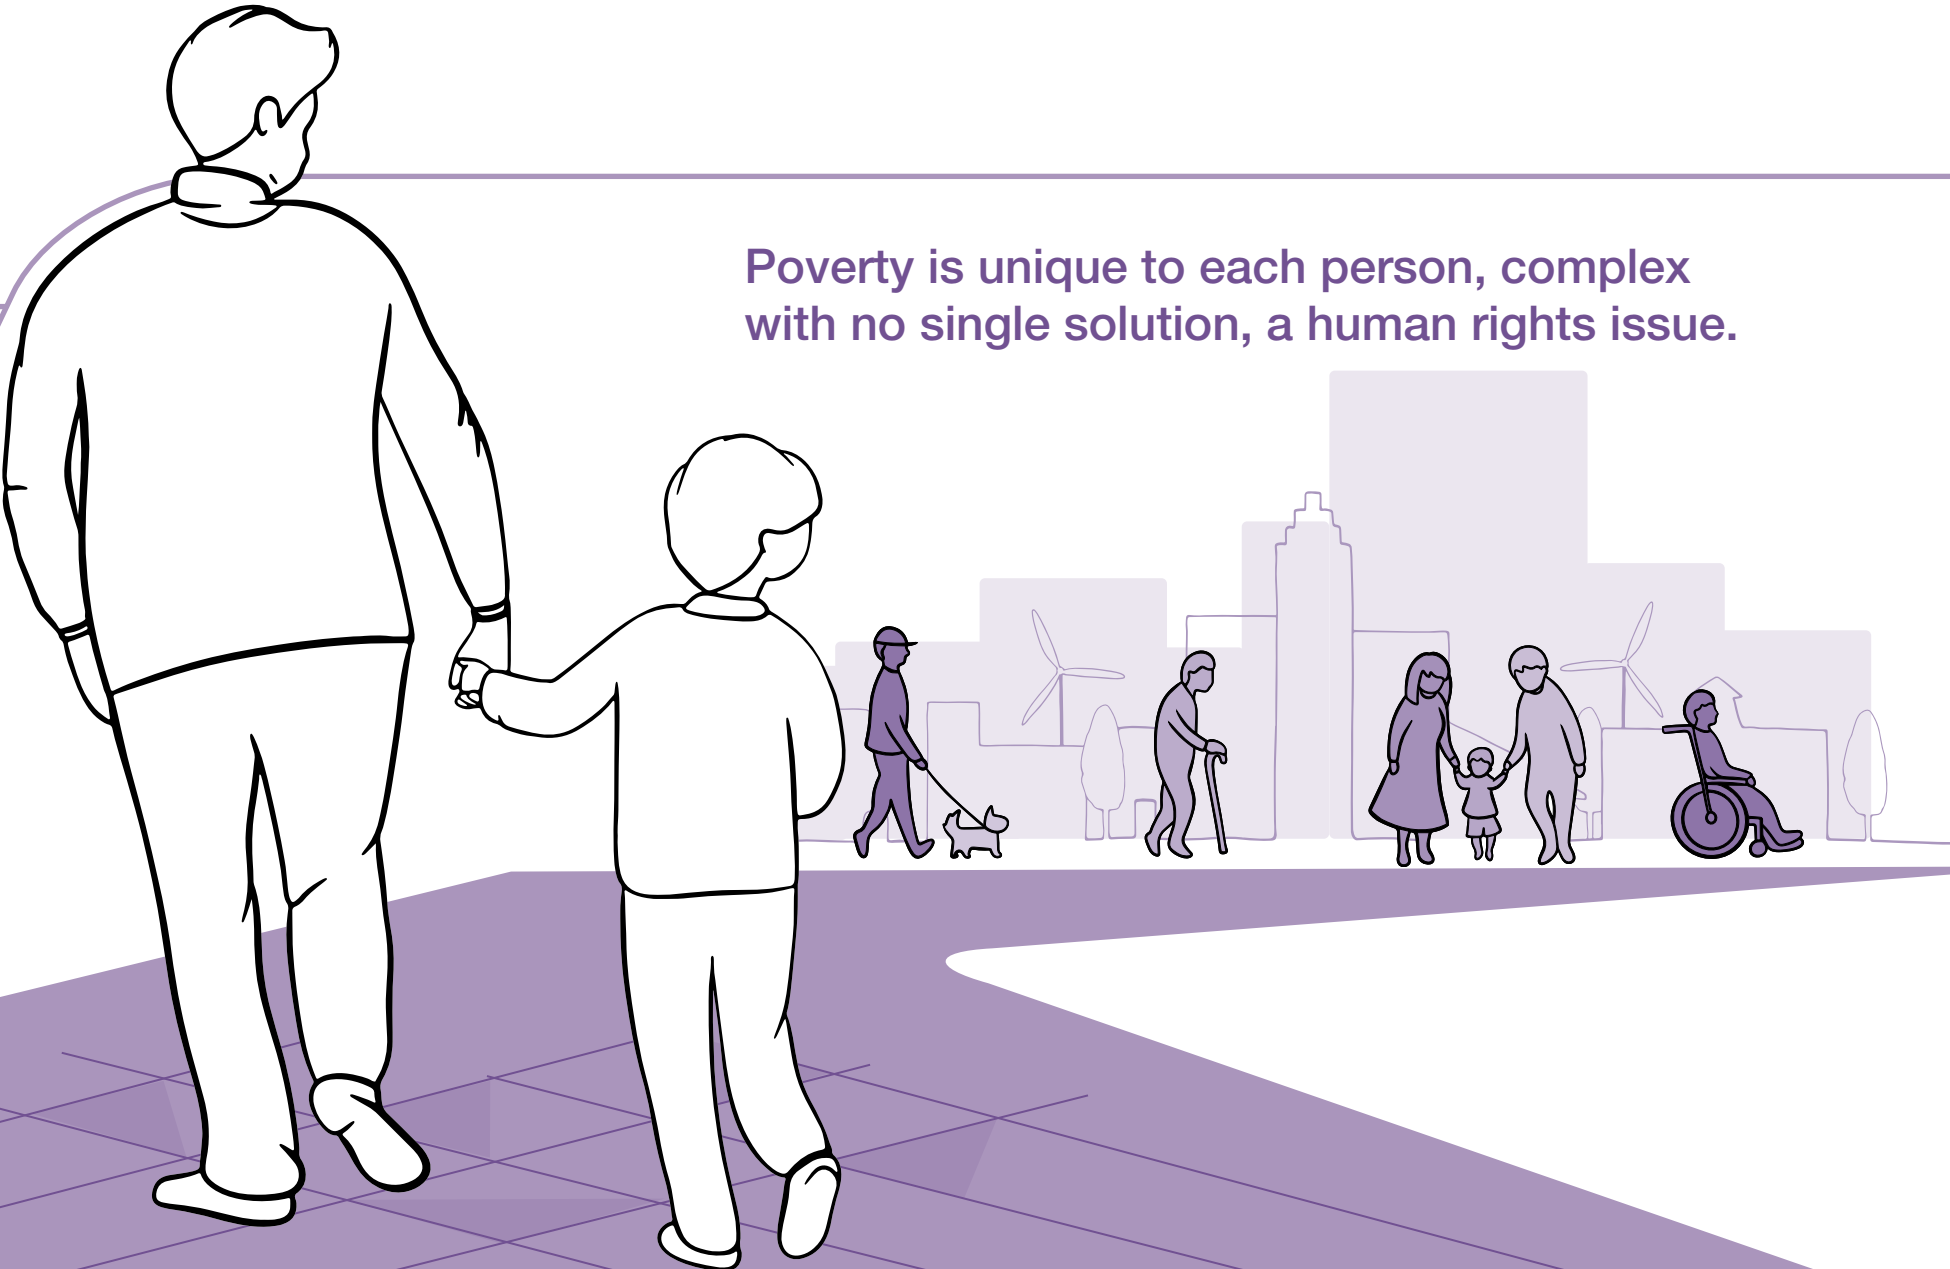 Poverty is unique to each person, complex
with no single solution, a human rights issue.